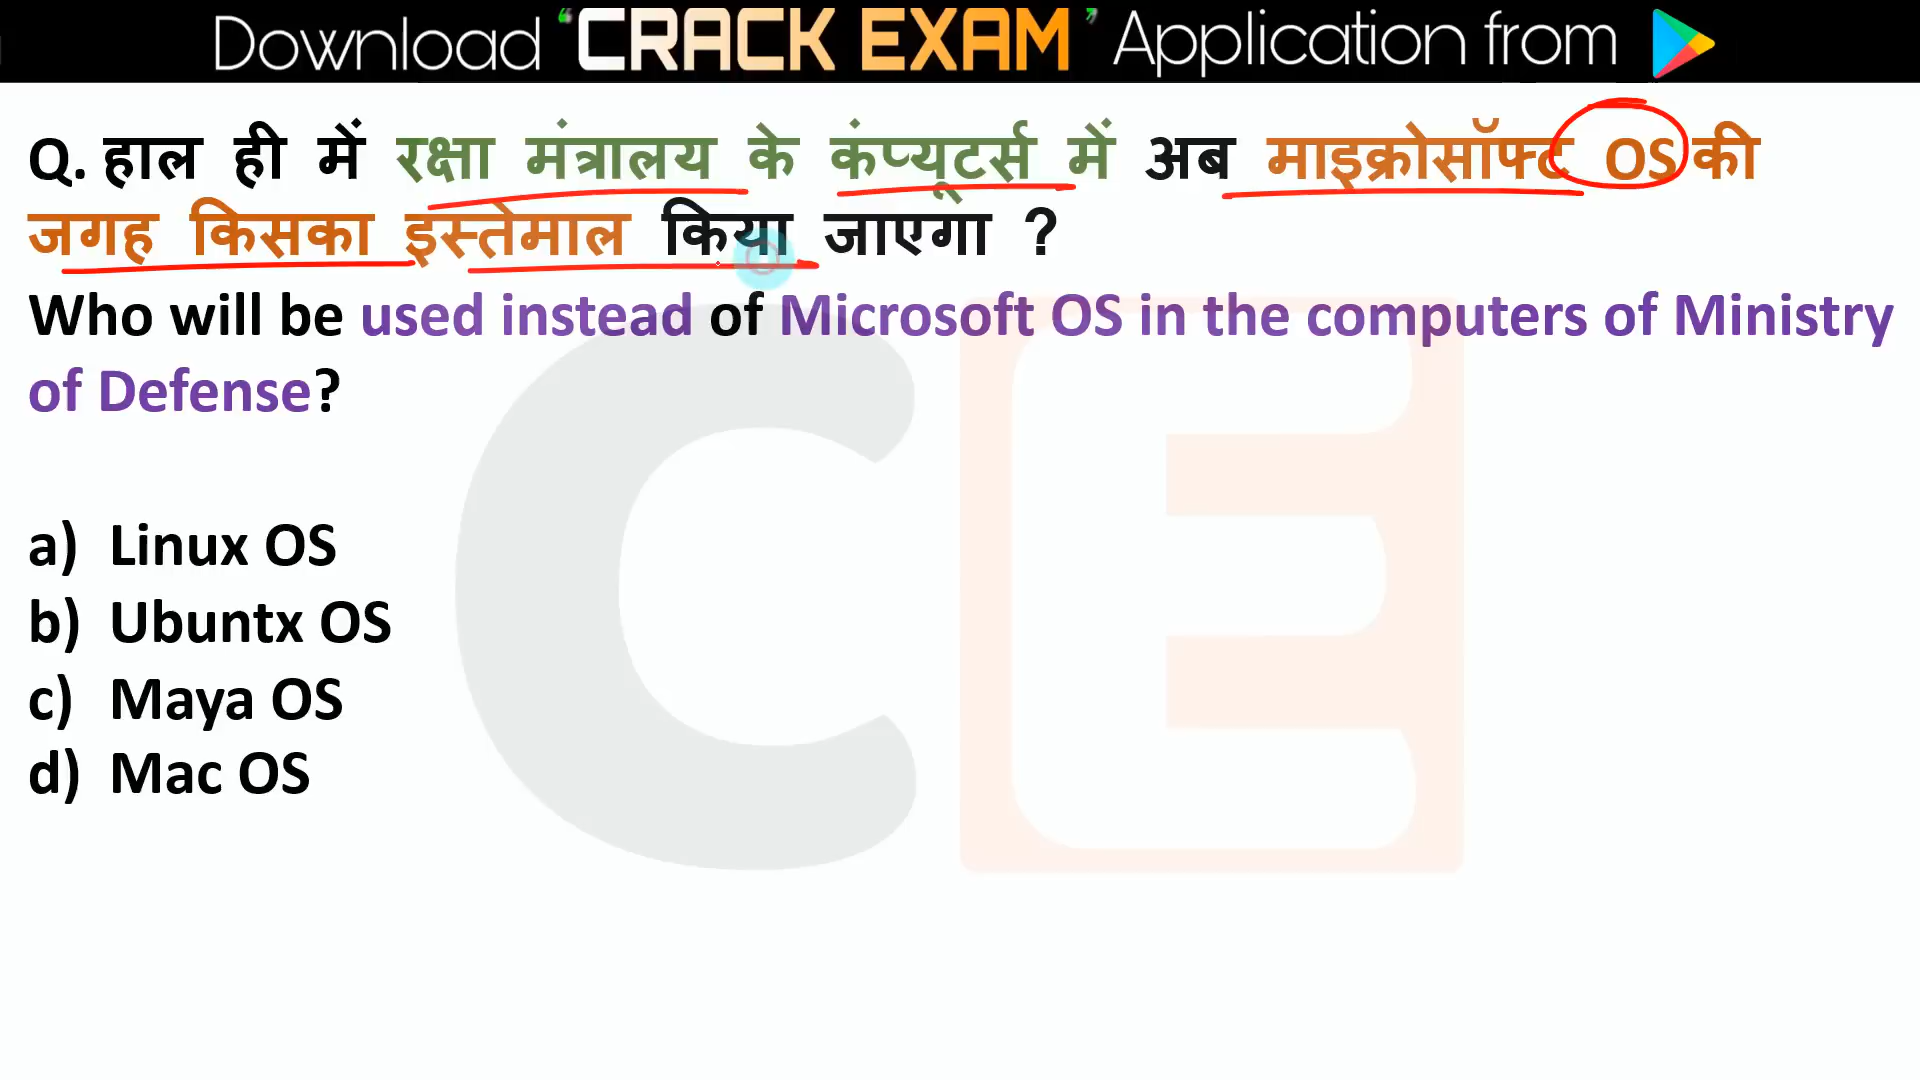 Download ‘CRACK EXAM’ Application from
Q. हाल ही में रक्षा मंत्रालय के कंप्यूटर्स में अब माइक्रोसॉफ्ट OS की
जगह किसका इस्तेमाल किया जाएगा ?
Who will be used instead of Microsoft OS in the computers of Ministry
of Defense?
a) Linux OS
b) Ubuntx OS
c) Maya OS
d) Mac OS
CE